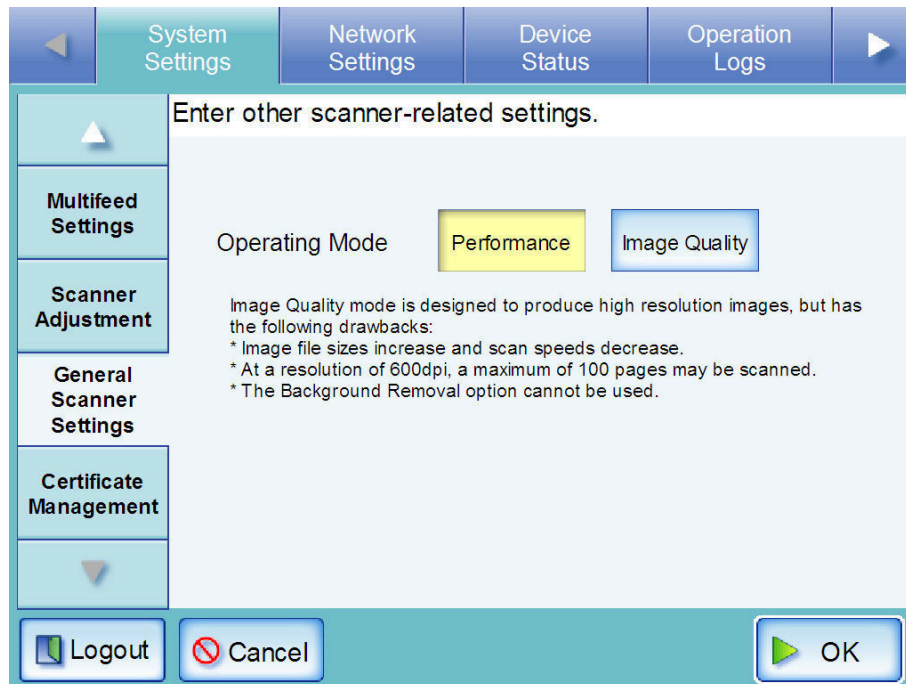 System
Settings
Network
Settings
Device
Status
Operation
Logs
Enter other scanner-related settings.
Multifeed
Settings
Scanner
Adjustment
General
Scanner
Settings
Certificate
Management
Operating Mode
Performance
Image Quality
Image Quality mode is designed to produce high resolution images, but has
the following drawbacks:
* Image file sizes increase and scan speeds decrease.
* At a resolution of 600dpi, a maximum of 100 pages may be scanned.
* The Background Removal option cannot be used.
Logout
Cancel
OK